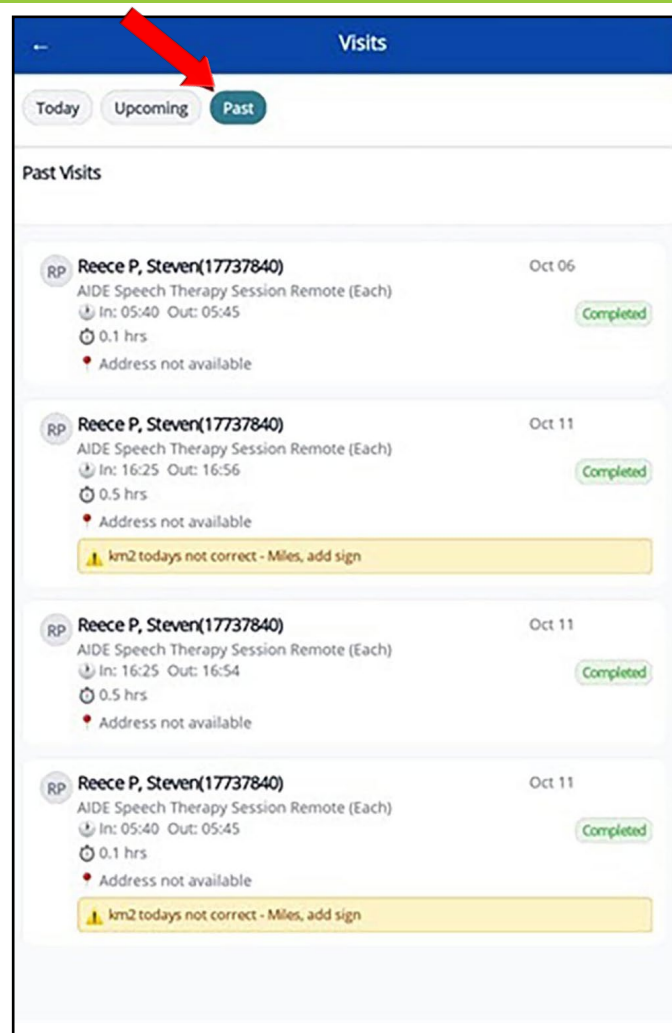 ←
Visits
Today Upcoming Past
Past Visits
RP Reece P, Steven(17737840) Oct 06
AIDE Speech Therapy Session Remote (Each)
In: 05:40 Out: 05:45 Completed
0.1 hrs
Address not available
RP Reece P, Steven(17737840) Oct 11
AIDE Speech Therapy Session Remote (Each)
In: 16:25 Out: 16:56 Completed
0.5 hrs
Address not available
km2 todays not correct - Miles, add sign
RP Reece P, Steven(17737840) Oct 11
AIDE Speech Therapy Session Remote (Each)
In: 16:25 Out: 16:54 Completed
0.5 hrs
Address not available
RP Reece P, Steven(17737840) Oct 11
AIDE Speech Therapy Session Remote (Each)
In: 05:40 Out: 05:45 Completed
0.1 hrs
Address not available
km2 todays not correct - Miles, add sign